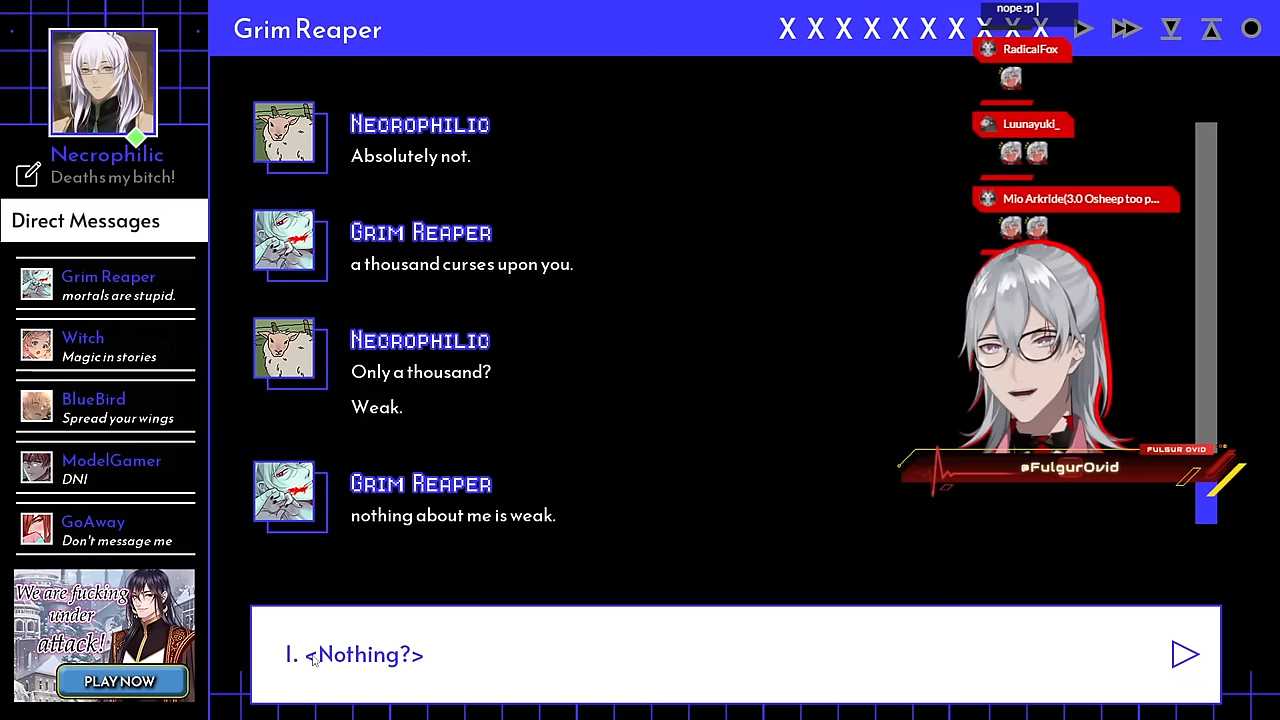 Grim Reaper
X X X X X X X X X X
nope :p
RadicalFox
Luunayuki_
Mio Arkride(3.0 Osheep too p...
Necrophilic
Deaths my bitch!
Direct Messages
Grim Reaper
mortals are stupid.
Witch
Magic in stories
BlueBird
Spread your wings
ModelGamer
DNI
GoAway
Don't message me
We are fucking
under
attack!
PLAY NOW
Necrophilic
Absolutely not.
Grim Reaper
a thousand curses upon you.
Necrophilic
Only a thousand?
Weak.
Grim Reaper
nothing about me is weak.
FULGUR OVID
@FulgurOvid
1. <Nothing?>